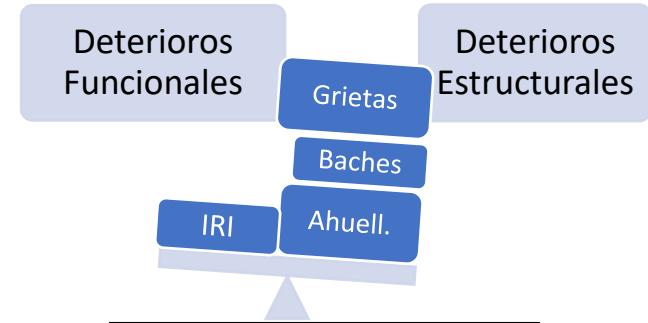 Deterioros
Funcionales
Deterioros
Estructurales
Grietas
Baches
IRI
Ahuell.